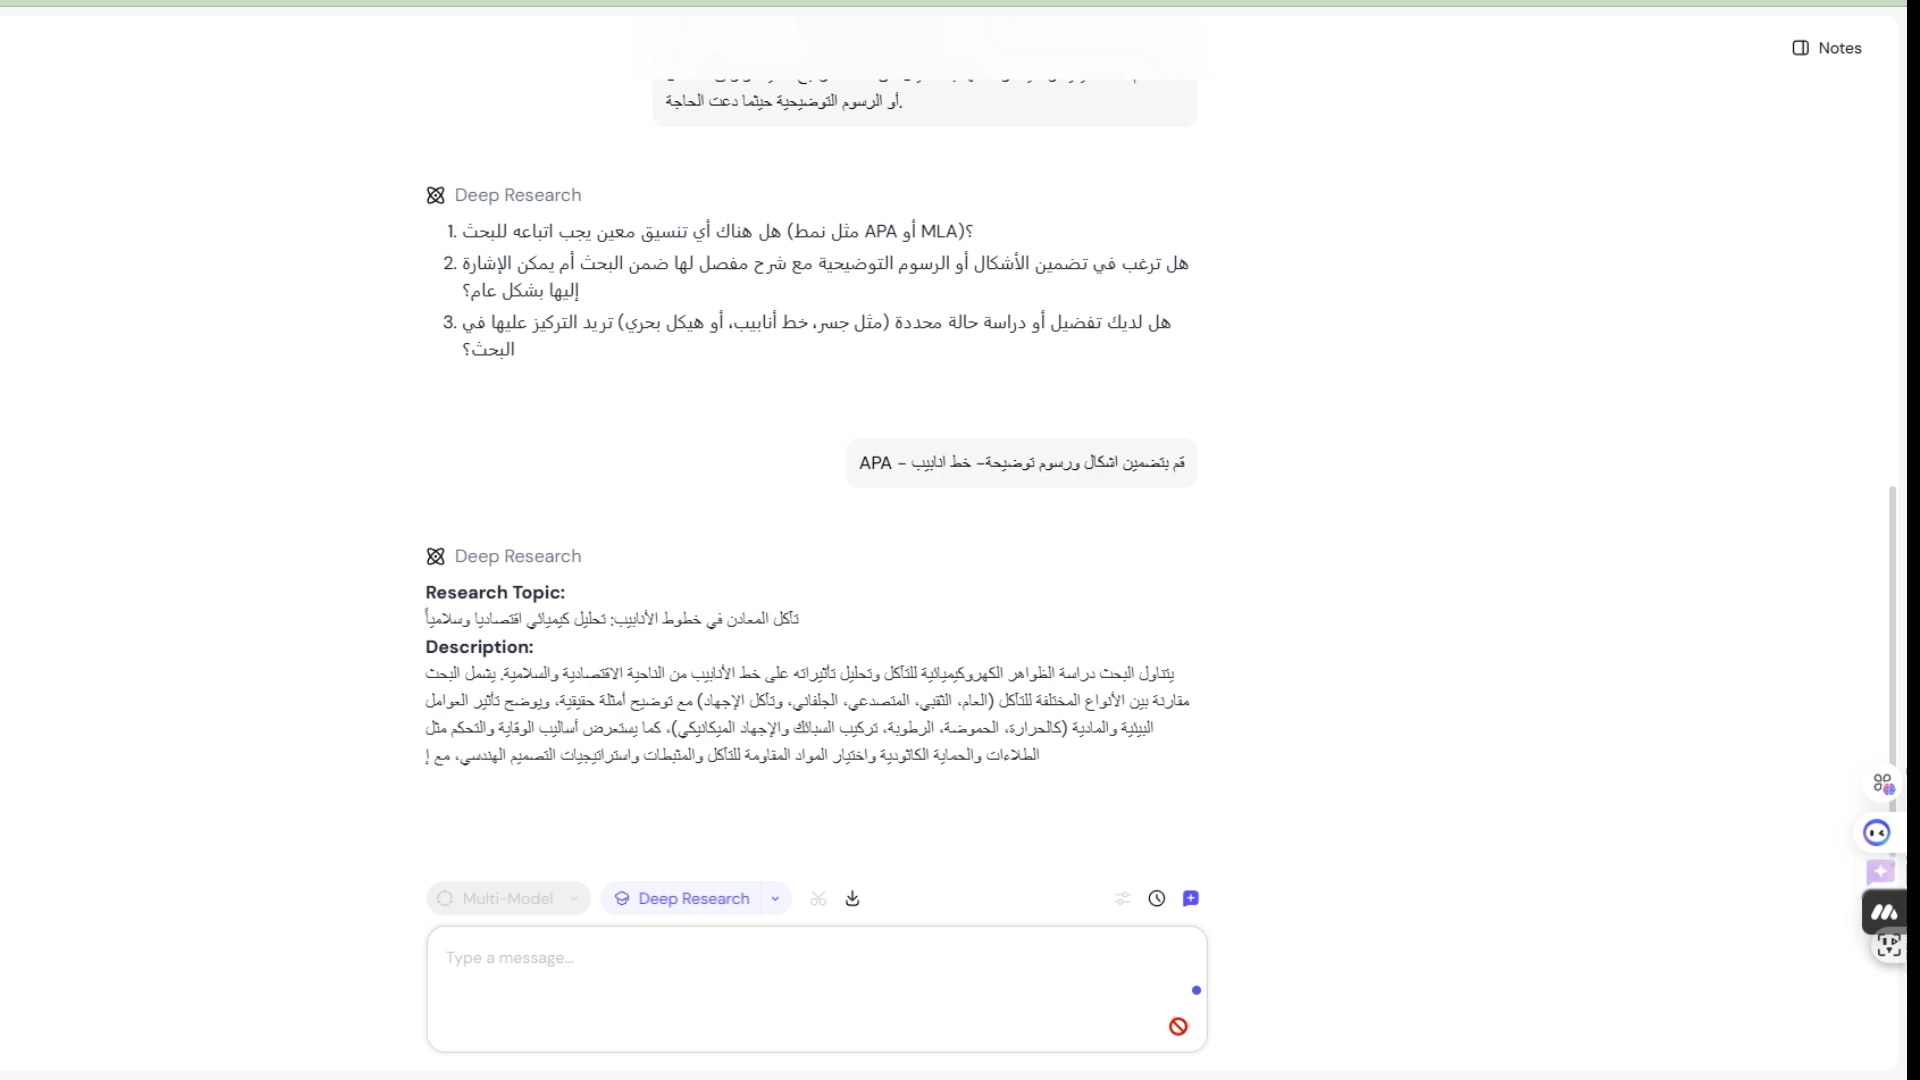 Notes
أو الرسوم التوضيحية حيثما دعت الحاجة.
Deep Research
1. هل هناك أي تنسيق معين يجب اتباعه للبحث (مثل نمط APA أو MLA)؟
2. هل ترغب في تضمين الأشكال أو الرسوم التوضيحية مع شرح مفصل لها ضمن البحث أم يمكن الإشارة
إليها بشكل عام؟
3. هل لديك تفضيل أو دراسة حالة محددة (مثل جسر، خط أنابيب، أو هيكل بحري) تريد التركيز عليها في
البحث؟
قم بتضمين اشكال ورسوم توضيحة- خط انابيب - APA
Deep Research
Research Topic:
تآكل المعادن في خطوط الأنابيب: تحليل كيميائي اقتصاديا وسلامياً
Description:
يتناول البحث دراسة الظواهر الكهروكيميائية للتآكل وتحليل تأثيراته على خط الأنابيب من الناحية الاقتصادية والسلامية. يشمل البحث
مقارنة بين الأنواع المختلفة للتآكل (العام، الثقبي، المتصدعي، الجلفاني، وتآكل الإجهاد) مع توضيح أمثلة حقيقية، ويوضح تأثير العوامل
البيئية والمادية (كالحرارة، الحموضة، الرطوبة، تركيب السبائك والإجهاد الميكانيكي)، كما يستعرض أساليب الوقاية والتحكم مثل
الطلاءات والحماية الكاثودية واختيار المواد المقاومة للتآكل والمثبطات واستراتيجيات التصميم الهندسي، مع إ
Multi-Model
Deep Research
Type a message...